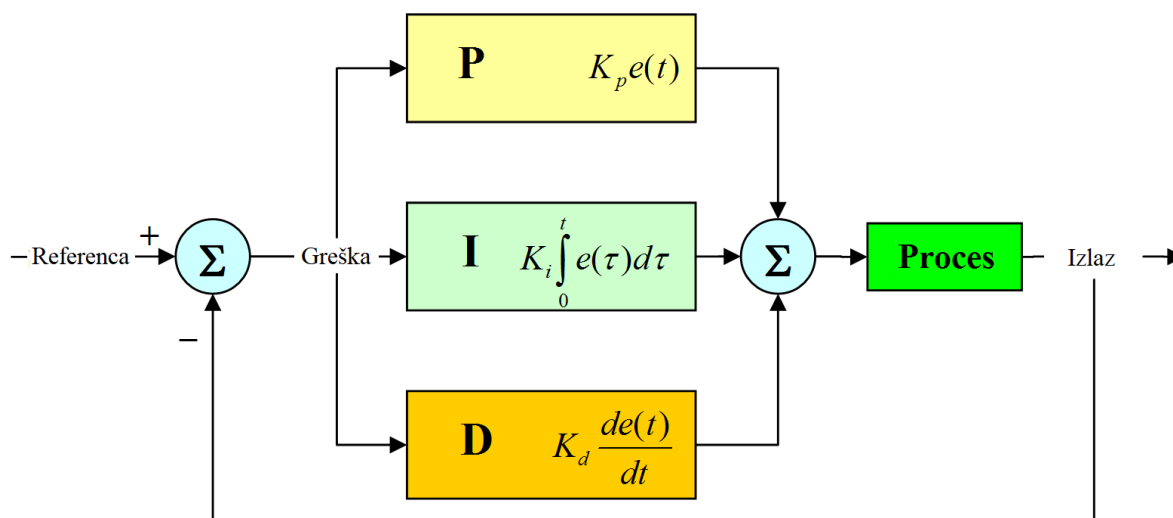 P K_p e(t)
Referenca + Σ Greška I K_i ∫_0^t e(τ)dτ Σ Proces Izlaz
−
D K_d de(t)/dt